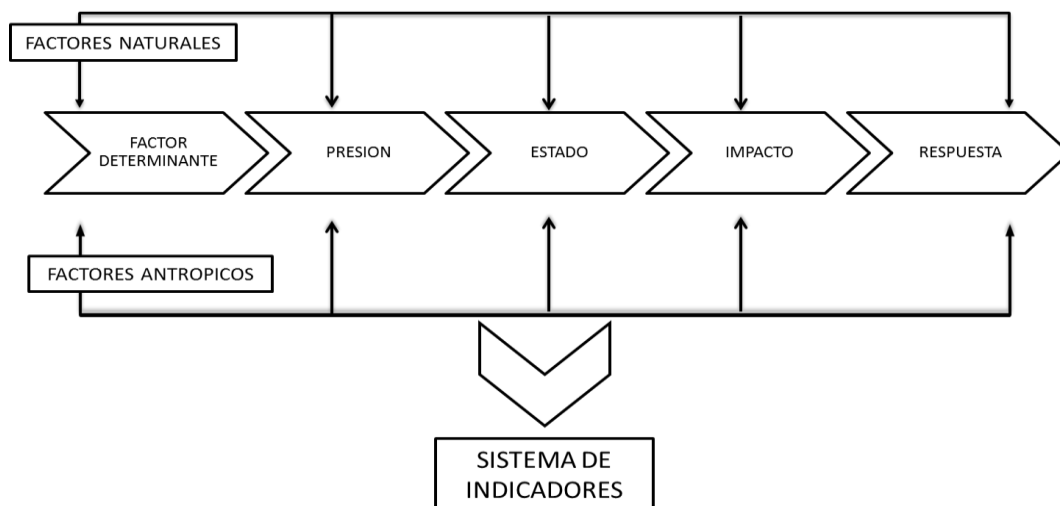 FACTORES NATURALES
FACTOR
DETERMINANTE
PRESION
ESTADO
IMPACTO
RESPUESTA
FACTORES ANTROPICOS
SISTEMA DE
INDICADORES